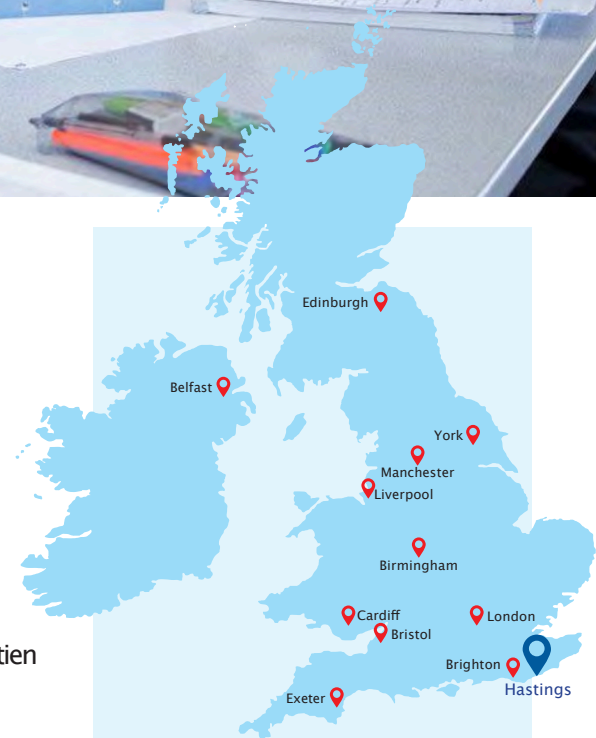 Edinburgh
Belfast
York
Manchester
Liverpool
Birmingham
Cardiff
London
Bristol
tien
Brighton
Hastings
Exeter